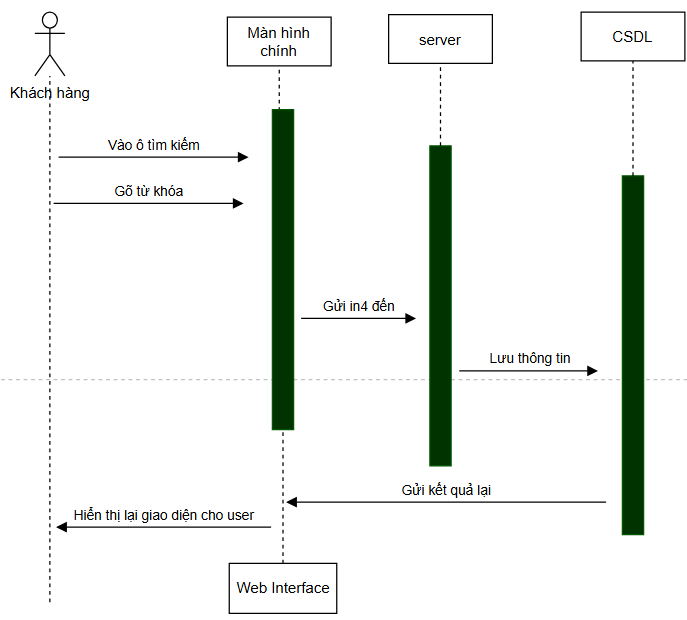 Màn hình
chính
server
CSDL
Khách hàng
Vào ô tìm kiếm
Gõ từ khóa
Gửi in4 đến
Lưu thông tin
Gửi kết quả lại
Hiển thị lại giao diện cho user
Web Interface